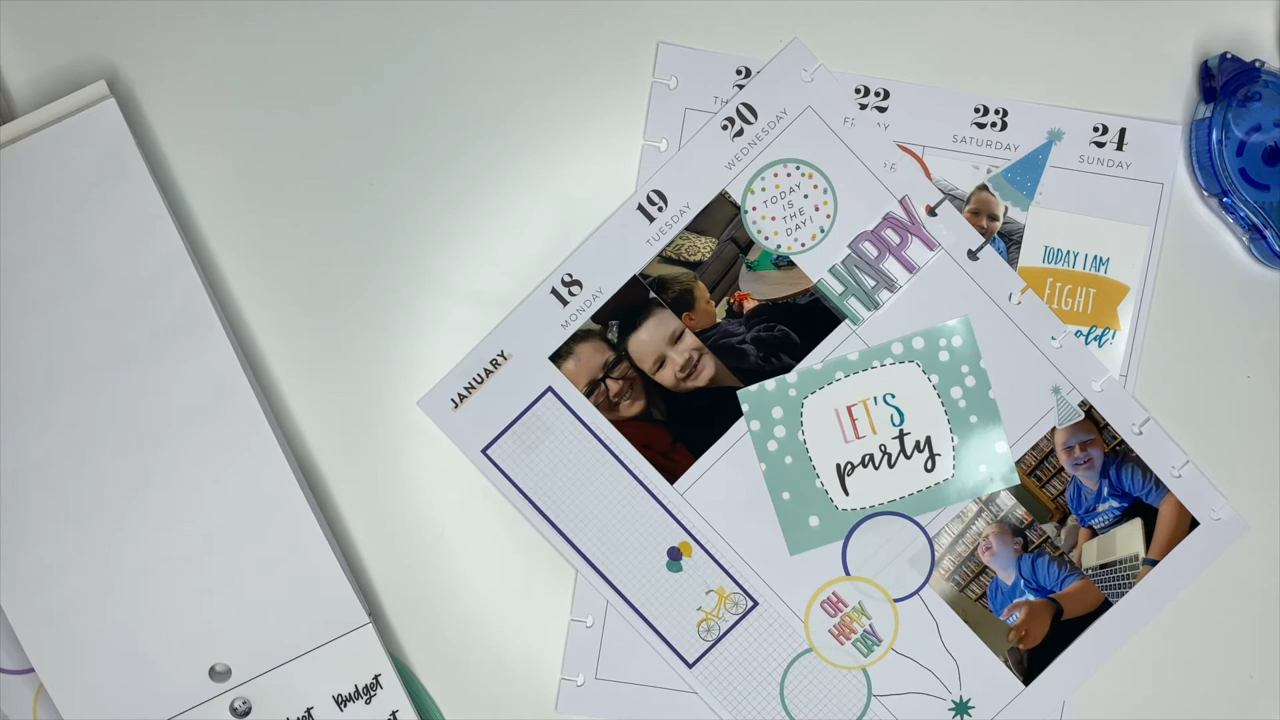 22
23
SATURDAY
24
SUNDAY
20
WEDNESDAY
19
TUESDAY
18
MONDAY
JANUARY
TODAY
IS
THE
DAY!
HAPPY
TODAY I AM
EIGHT
old!
LET'S
party
OH
HAPPY
DAY
Budget